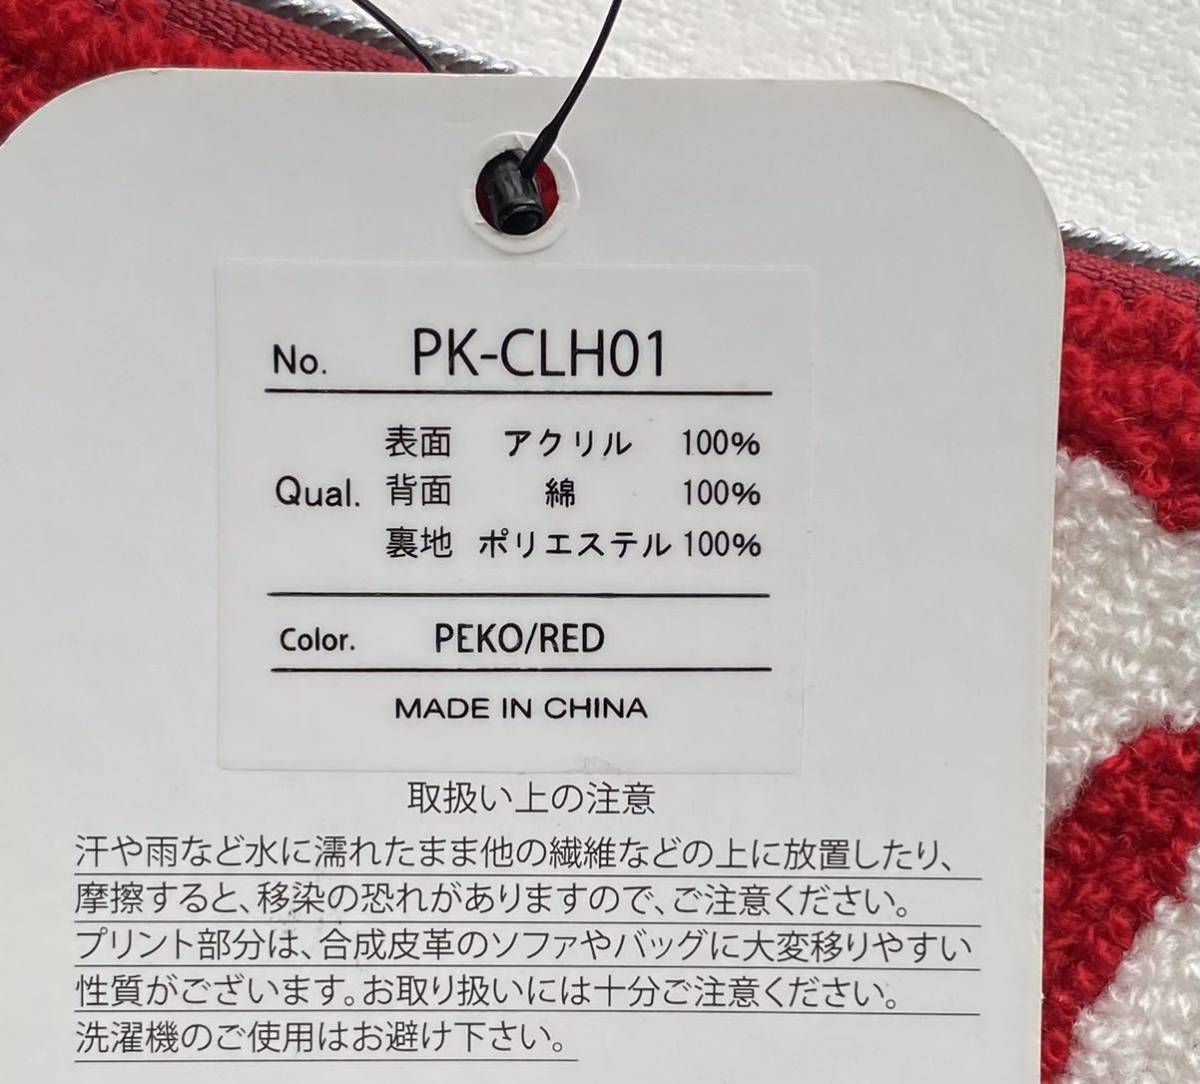 No. PK-CLH01
表面 アクリル 100%
Qual. 背面 綿 100%
裏地 ポリエステル 100%
Color. PEKO/RED
MADE IN CHINA
取扱い上の注意
汗や雨など水に濡れたまま他の繊維などの上に放置したり、
摩擦すると、移染の恐れがありますので、ご注意ください。
プリント部分は、合成皮革のソファやバッグに大変移りやすい
性質がございます。お取り扱いには十分ご注意ください。
洗濯機のご使用はお避け下さい。